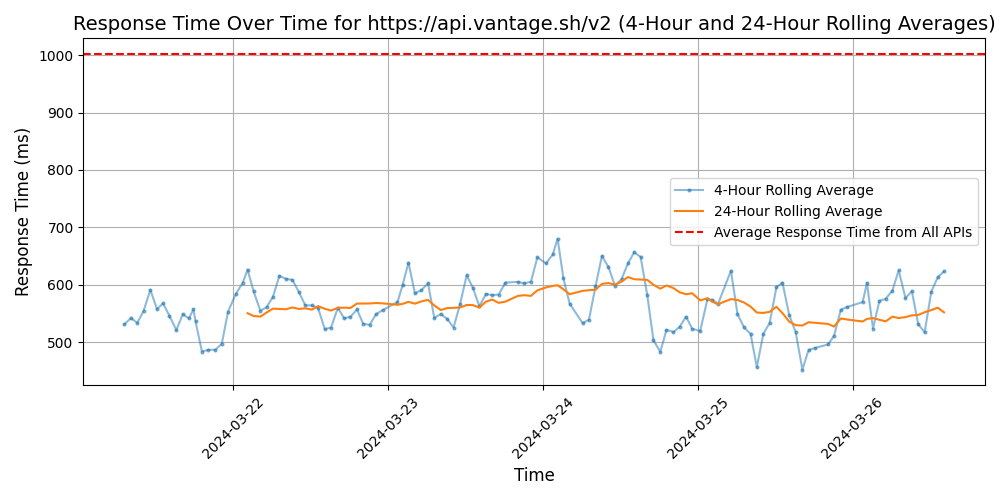 Response Time Over Time for https://api.vantage.sh/v2 (4-Hour and 24-Hour Rolling Averages)
Response Time (ms)
1000
900
800
700
600
500
4-Hour Rolling Average
24-Hour Rolling Average
Average Response Time from All APIs
2024-03-22
2024-03-23
2024-03-24
2024-03-25
2024-03-26
Time